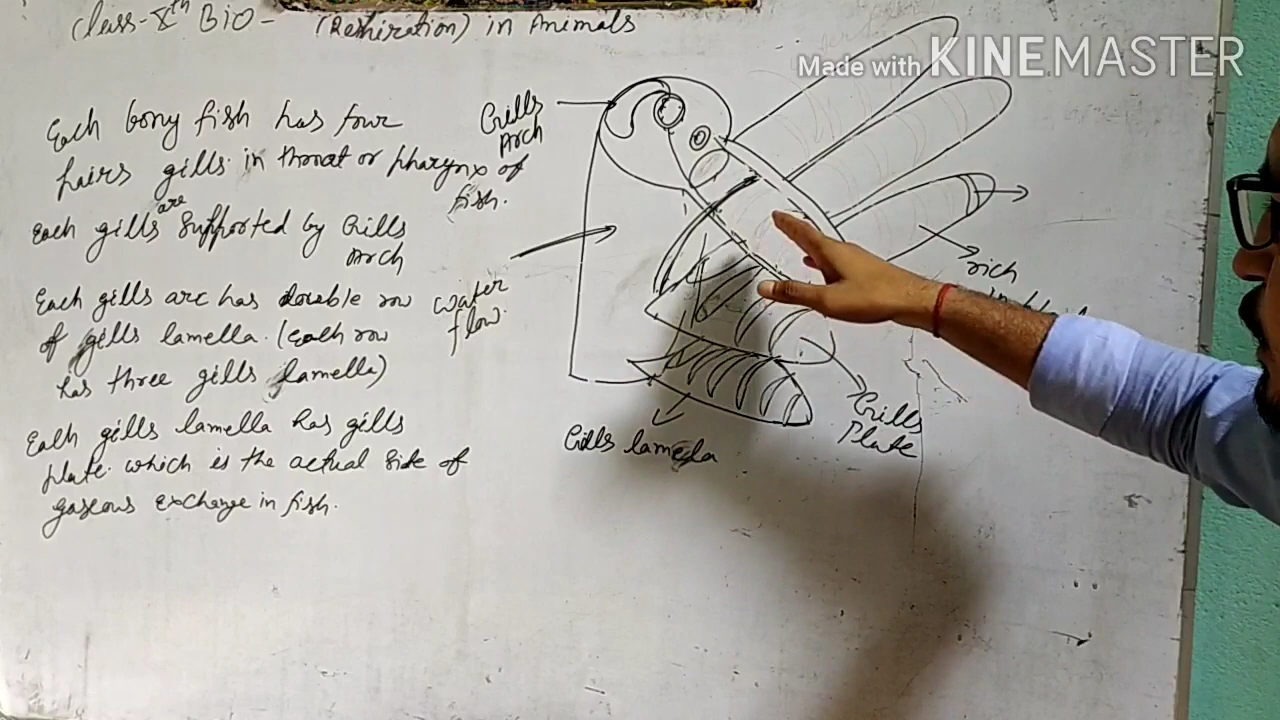 Class-Xth BiO - (Reshiration) in Animals
Made with KINEMASTER
Each bony fish has four
pairs gills in throat or pharynx of
fish.
Each gills are supported by Gills
Arch
Each gills arc has double row
of gills lamella. (each row
has three gills lamella)
Each gills lamella has gills
plate which is the actual side of
gaseous exchange in fish.
Gills
Arch
water
flow.
rich
Gills
Plate
Gills lamella